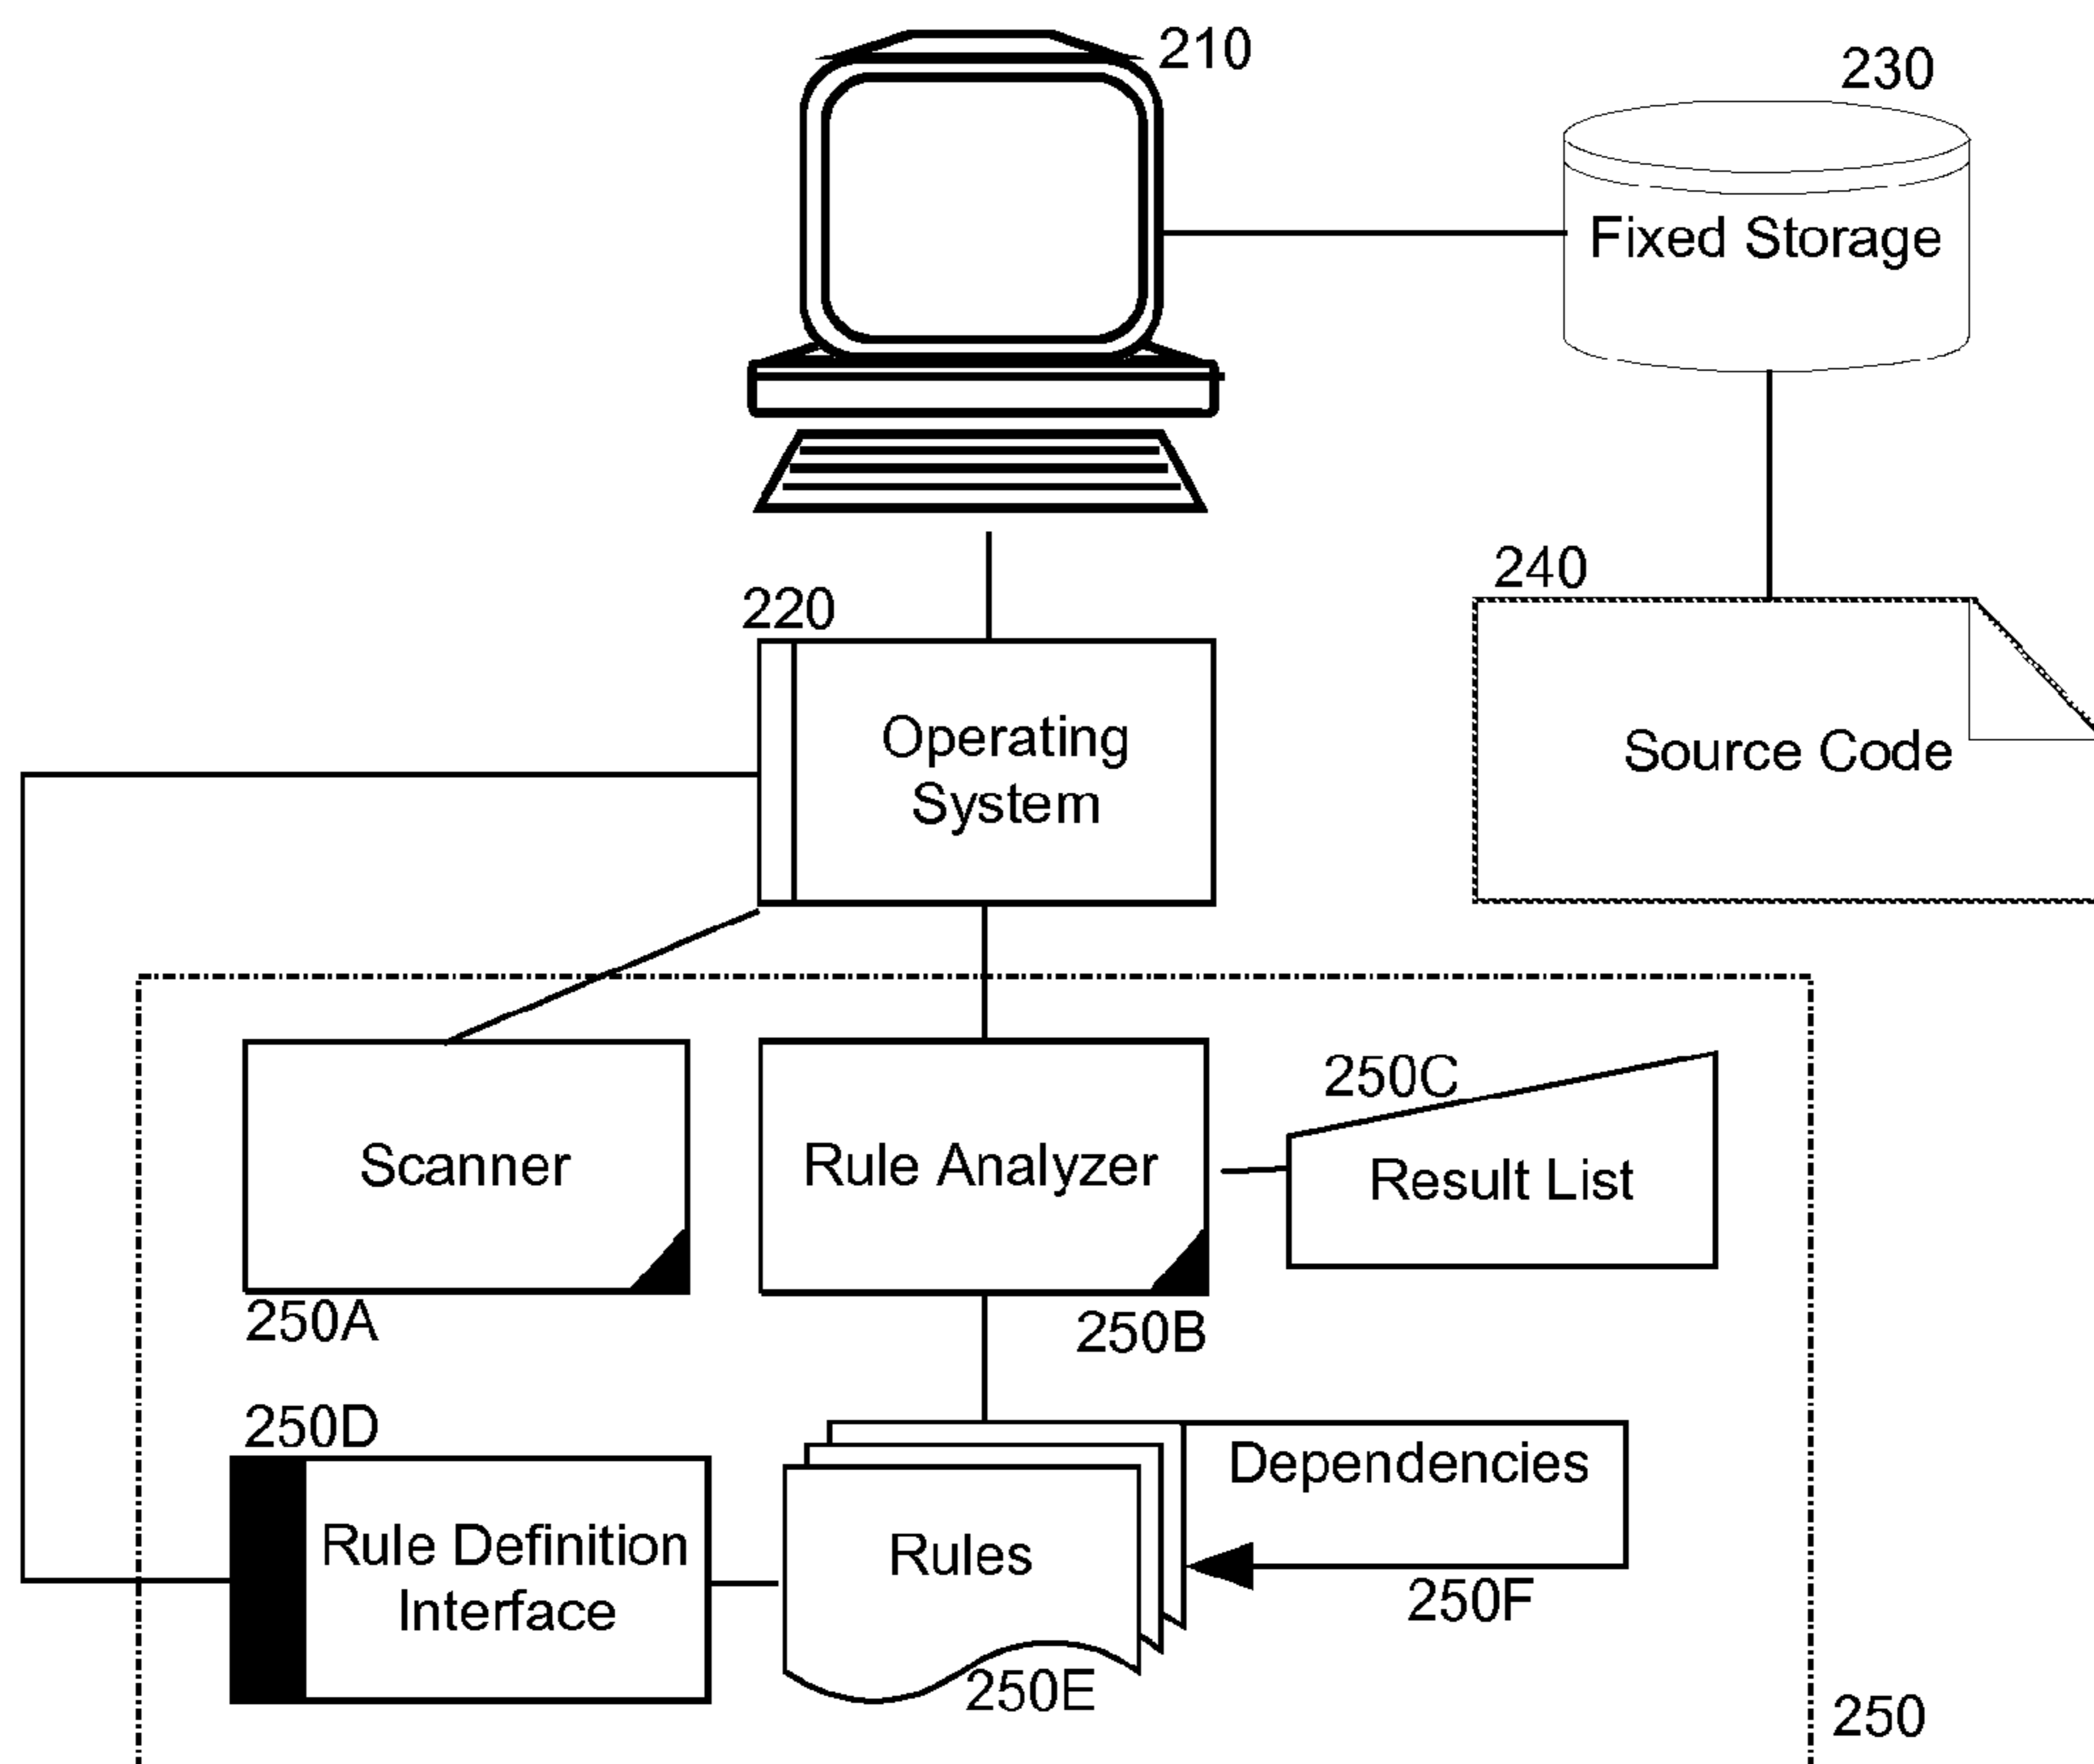 210
230
Fixed Storage
240
220
Operating
System
Source Code
250C
Scanner
Rule Analyzer
Result List
250A
250B
250D
Dependencies
Rule Definition
Interface
Rules
250F
250E
250